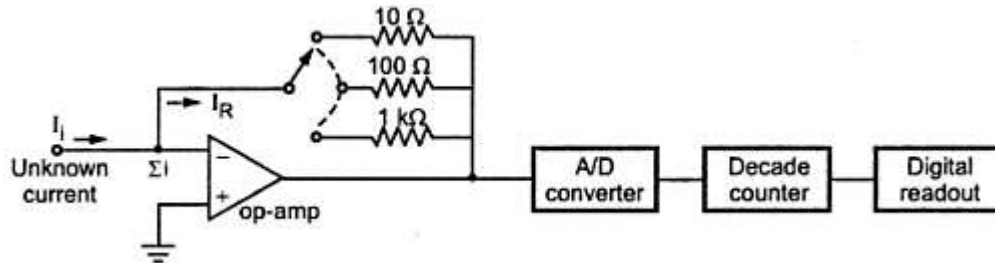 10 Ω
100 Ω
1 kΩ
I_R
I_i
Unknown
current
Σi
−
+
op-amp
A/D
converter
Decade
counter
Digital
readout